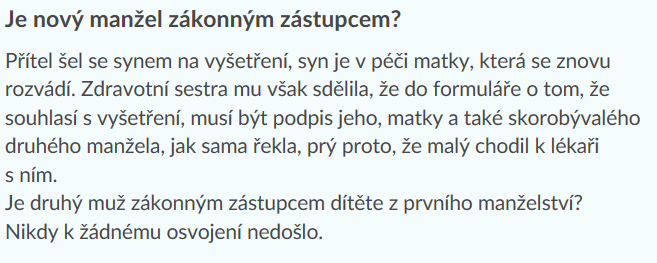 Je nový manžel zákonným zástupcem?
Přítel šel se synem na vyšetření, syn je v péči matky, která se znovu
rozvádí. Zdravotní sestra mu však sdělila, že do formuláře o tom, že
souhlasí s vyšetření, musí být podpis jeho, matky a také skorobývalého
druhého manžela, jak sama řekla, prý proto, že malý chodil k lékaři
s ním.
Je druhý muž zákonným zástupcem dítěte z prvního manželství?
Nikdy k žádnému osvojení nedošlo.